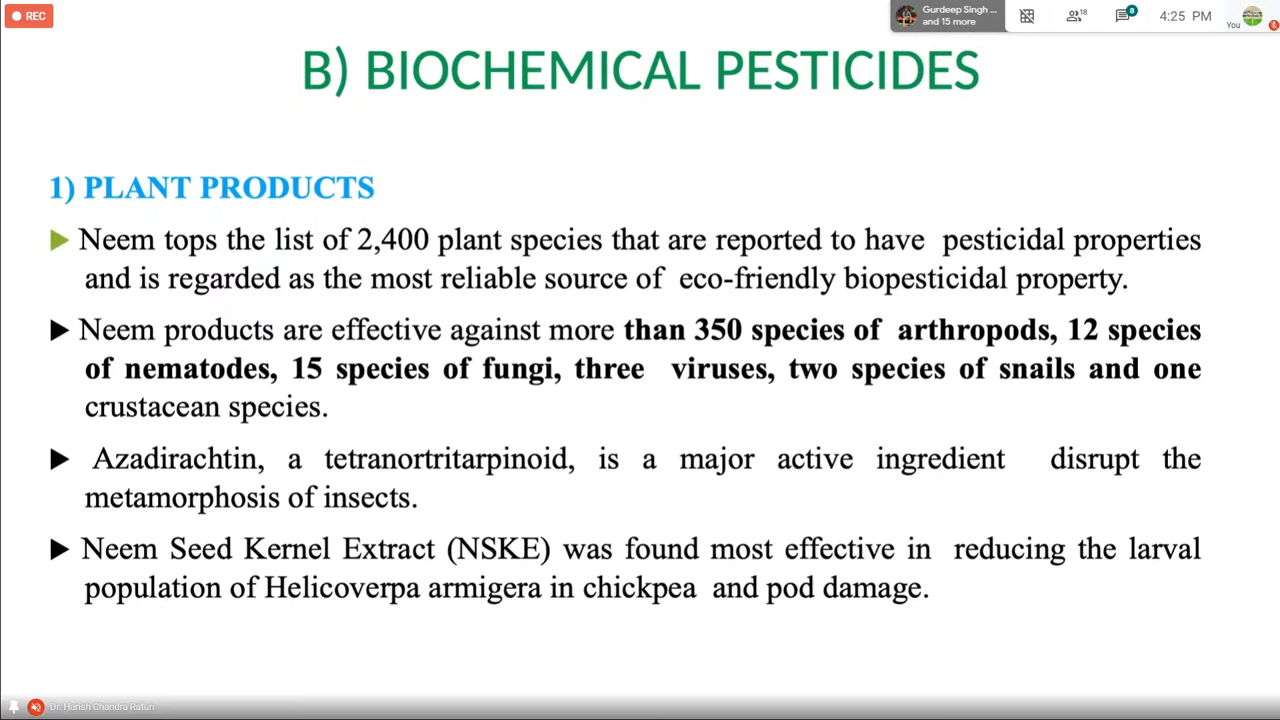 REC
Gurdeep Singh ...
and 15 more
18
8
4:25 PM
You
B) BIOCHEMICAL PESTICIDES
1) PLANT PRODUCTS
Neem tops the list of 2,400 plant species that are reported to have pesticidal properties
and is regarded as the most reliable source of eco-friendly biopesticidal property.
Neem products are effective against more than 350 species of arthropods, 12 species
of nematodes, 15 species of fungi, three viruses, two species of snails and one
crustacean species.
Azadirachtin, a tetranortritarpinoid, is a major active ingredient disrupt the
metamorphosis of insects.
Neem Seed Kernel Extract (NSKE) was found most effective in reducing the larval
population of Helicoverpa armigera in chickpea and pod damage.
Dr. Harish Chandra Raturi